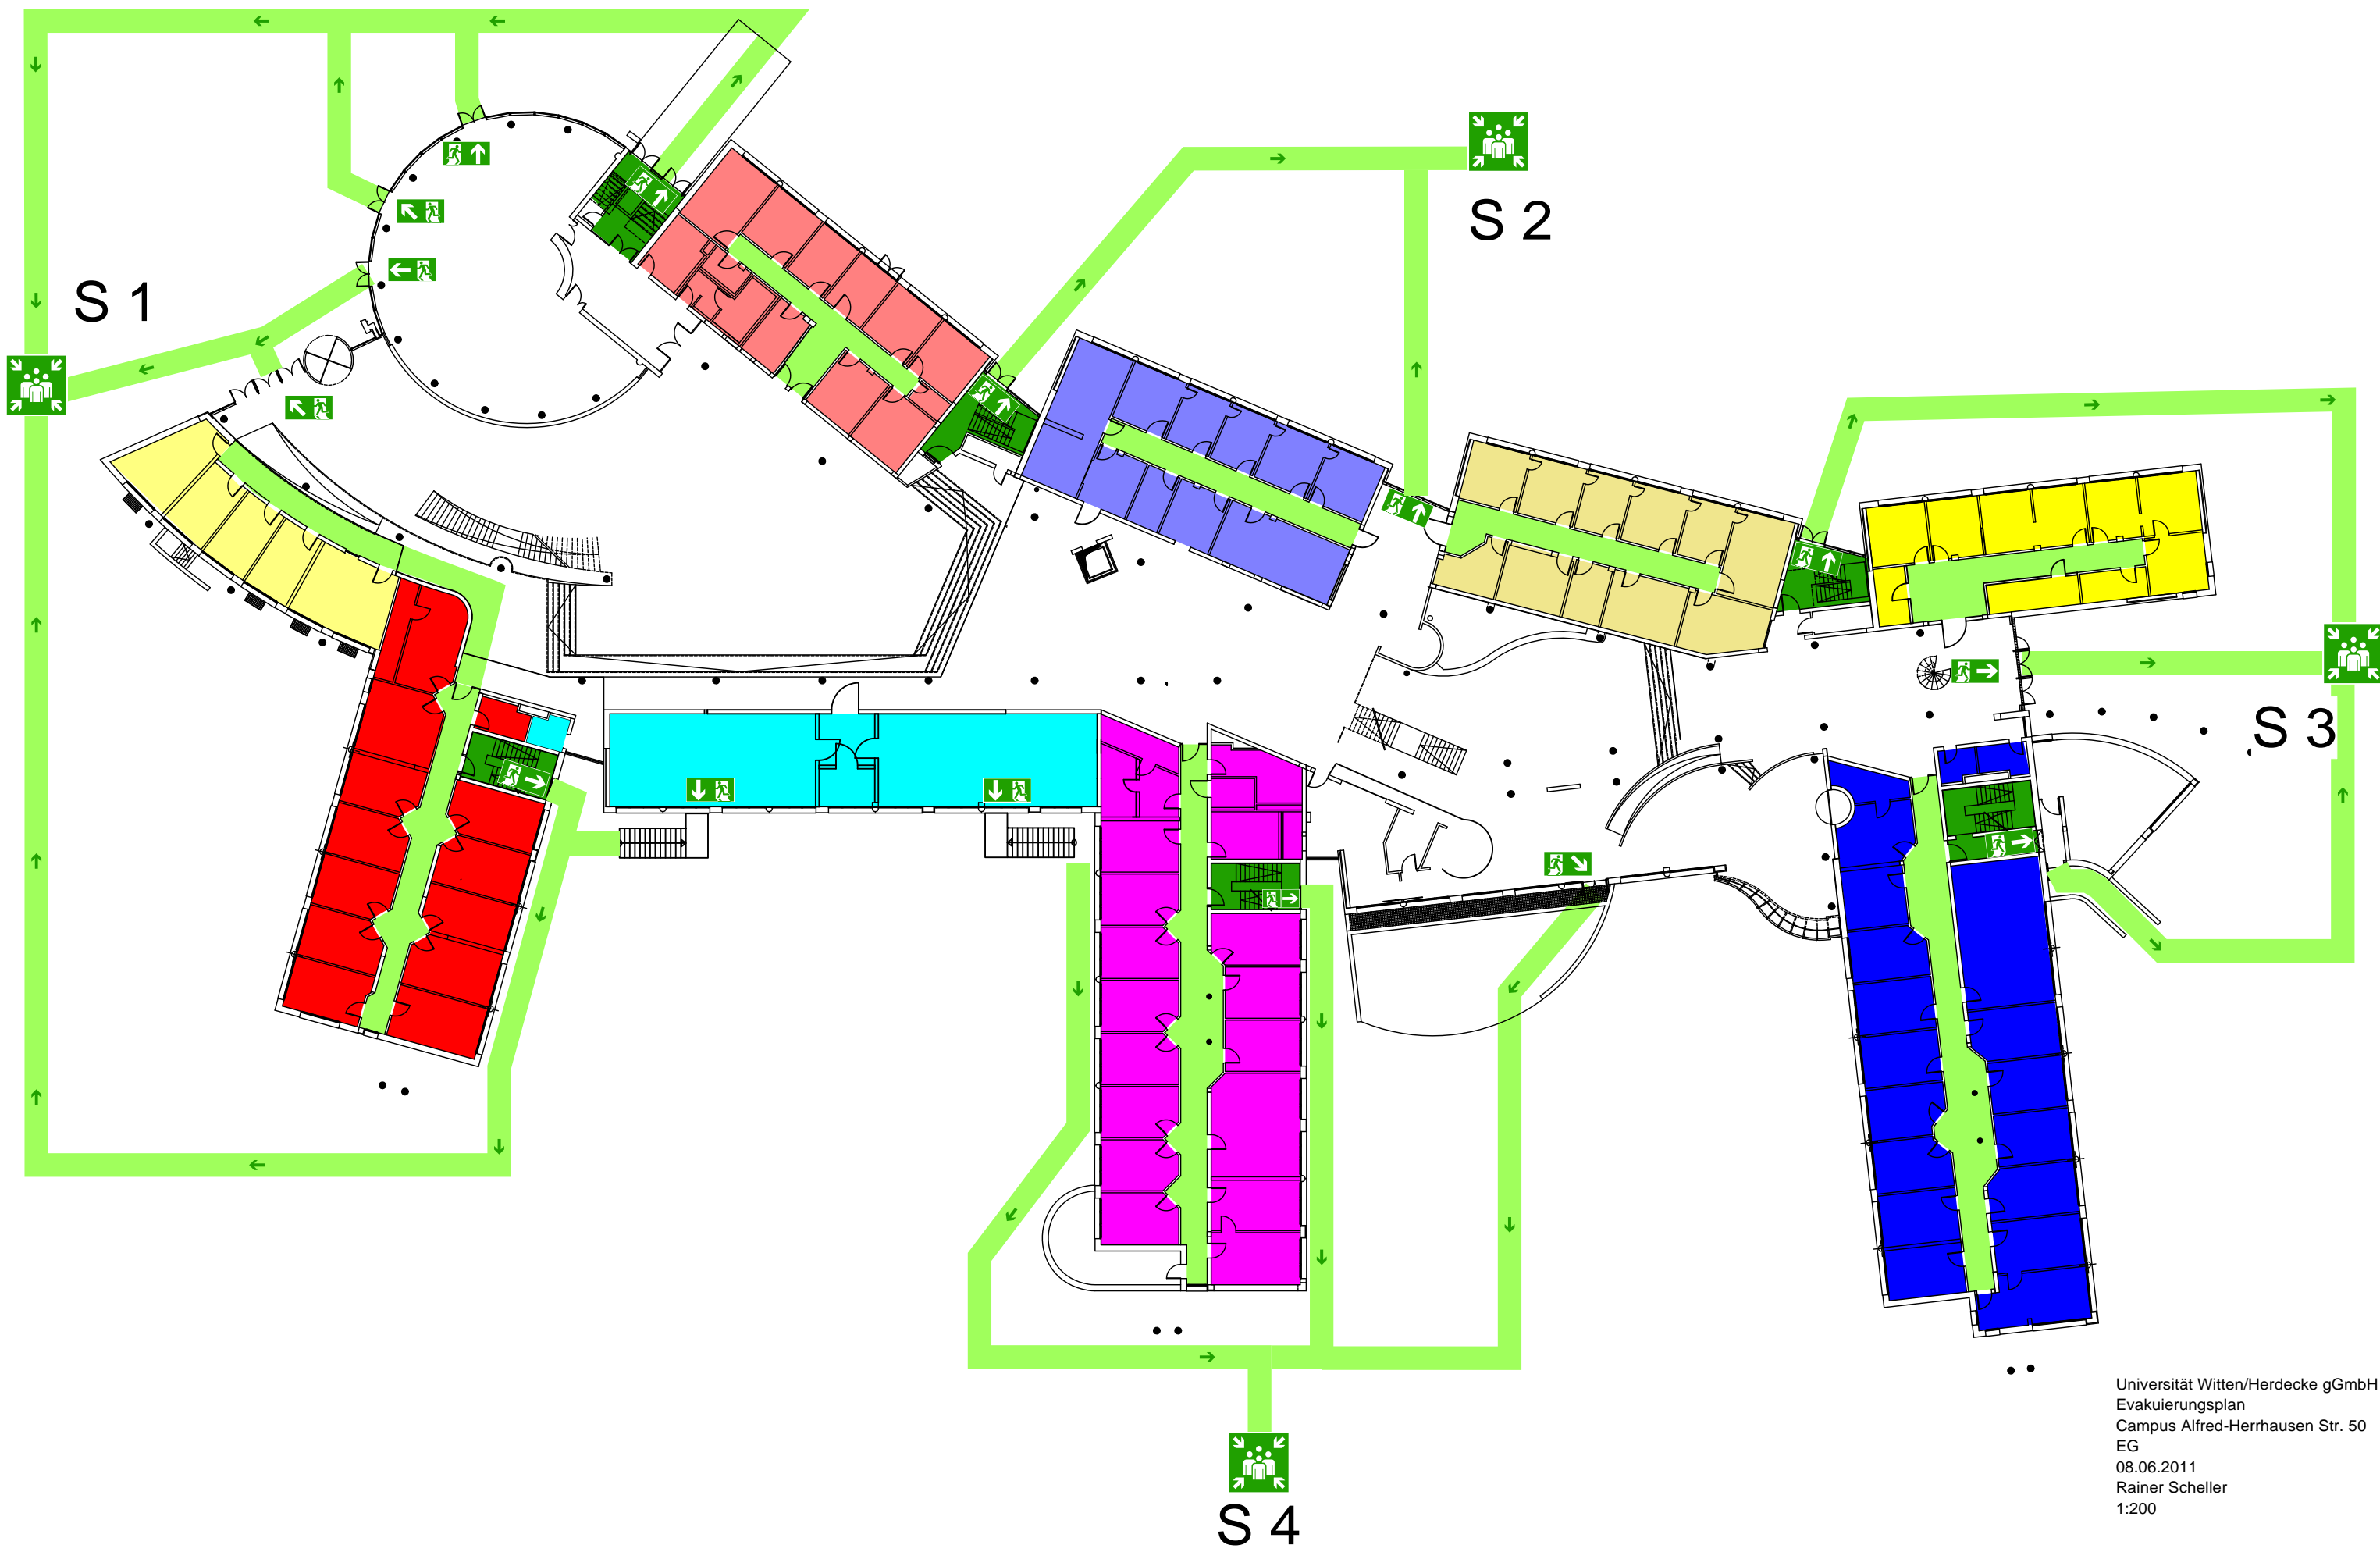 S 1
S 2
S 3
S 4
Universität Witten/Herdecke gGmbH
Evakuierungsplan
Campus Alfred-Herrhausen Str. 50
EG
08.06.2011
Rainer Scheller
1:200